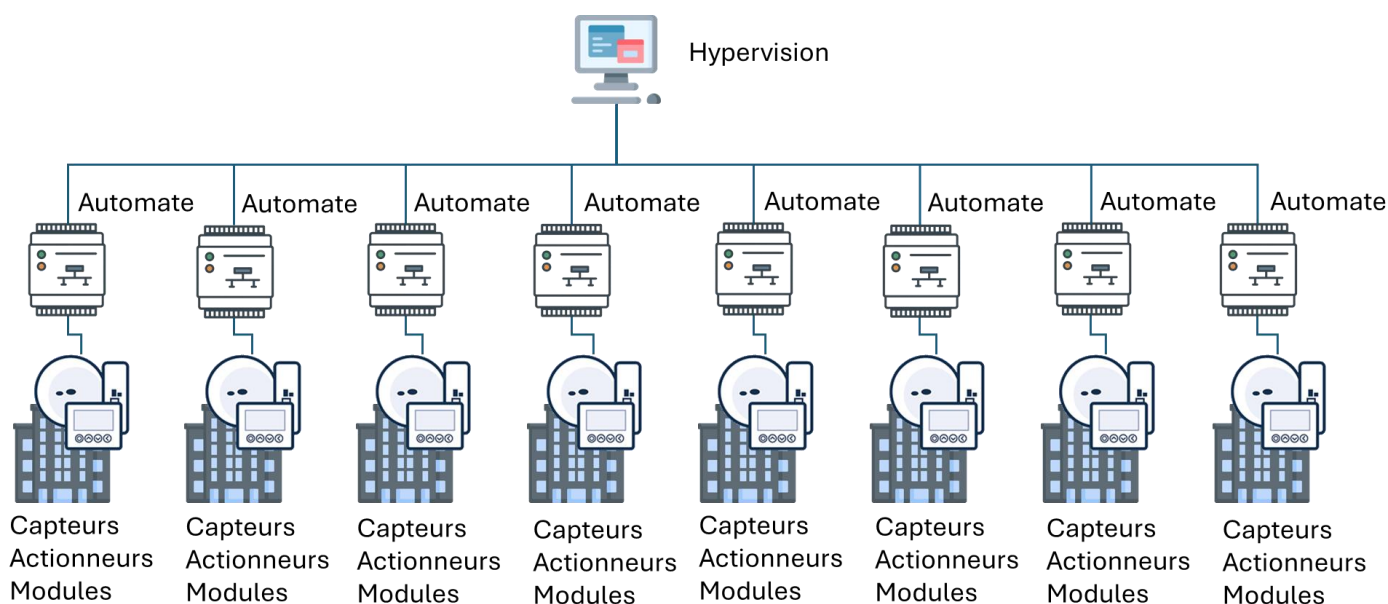 Hypervision
Automate
Automate
Automate
Automate
Automate
Automate
Automate
Automate
Capteurs
Actionneurs
Modules
Capteurs
Actionneurs
Modules
Capteurs
Actionneurs
Modules
Capteurs
Actionneurs
Modules
Capteurs
Actionneurs
Modules
Capteurs
Actionneurs
Modules
Capteurs
Actionneurs
Modules
Capteurs
Actionneurs
Modules